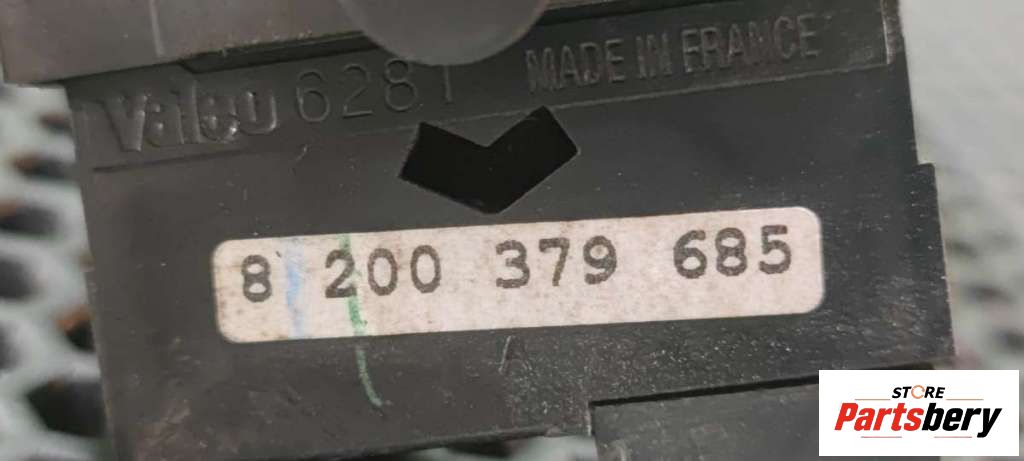 Valeo 6281 MADE IN FRANCE
8 200 379 685
A
STORE
Partsbery